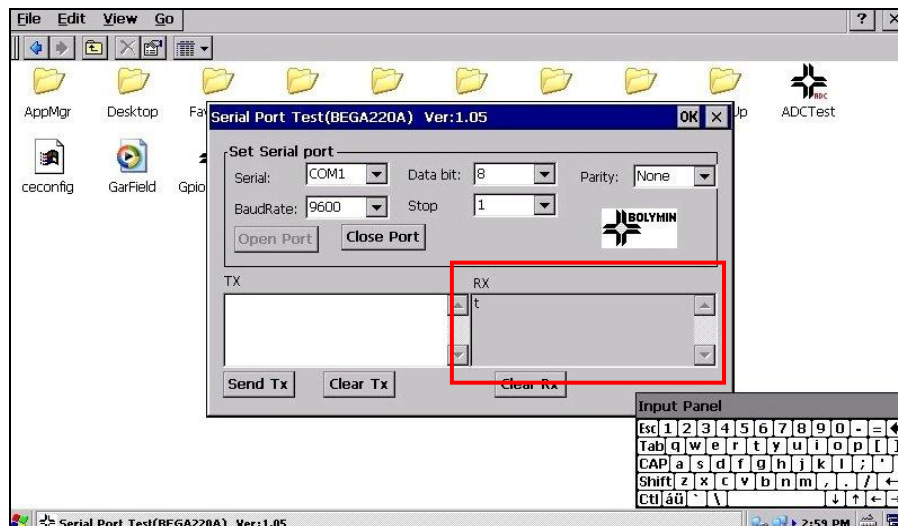 File Edit View Go ?
AppMgr Desktop Fa Up ADCTest
Serial Port Test(BEGA220A) Ver:1.05 OK
Set Serial port
Serial: COM1 Data bit: 8 Parity: None
BaudRate: 9600 Stop 1
BOLYMIN
Open Port Close Port
ceconfig GarField Gpio
TX RX
t
Send Tx Clear Tx Clear Rx
Input Panel
Esc 1 2 3 4 5 6 7 8 9 0 - =
Tab q w e r t y u i o p [ ]
CAP a s d f g h j k l ; '
Shift z x c v b n m , . /
Ctl áü ` \
Serial Port Test(BEGA220A) Ver:1.05 2:59 PM